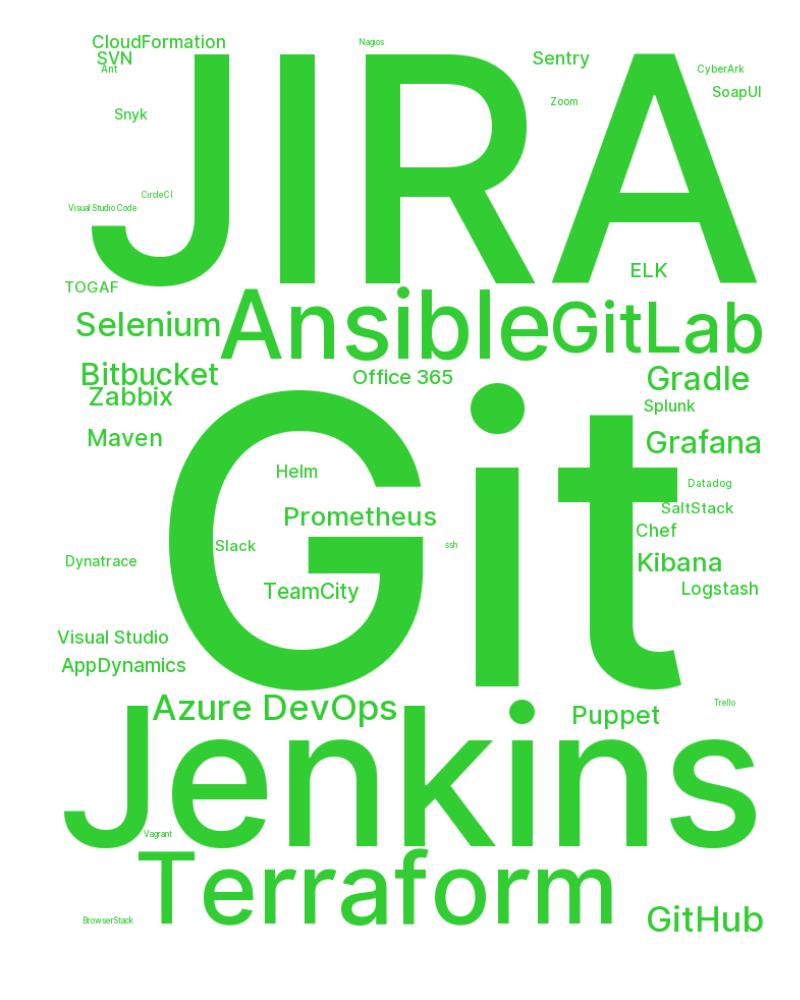 CloudFormation
Nagios
SVN
Sentry
Ant
CyberArk
SoapUI
Zoom
Snyk
JIRA
CircleCI
Visual Studio Code
ELK
TOGAF
Selenium
Ansible
GitLab
Bitbucket
Office 365
Gradle
Zabbix
Splunk
Maven
Grafana
Helm
Datadog
SaltStack
Prometheus
Chef
Git
Slack
ssh
Dynatrace
Kibana
TeamCity
Logstash
Visual Studio
AppDynamics
Azure DevOps
Trello
Puppet
Jenkins
Vagrant
Terraform
BrowserStack
GitHub